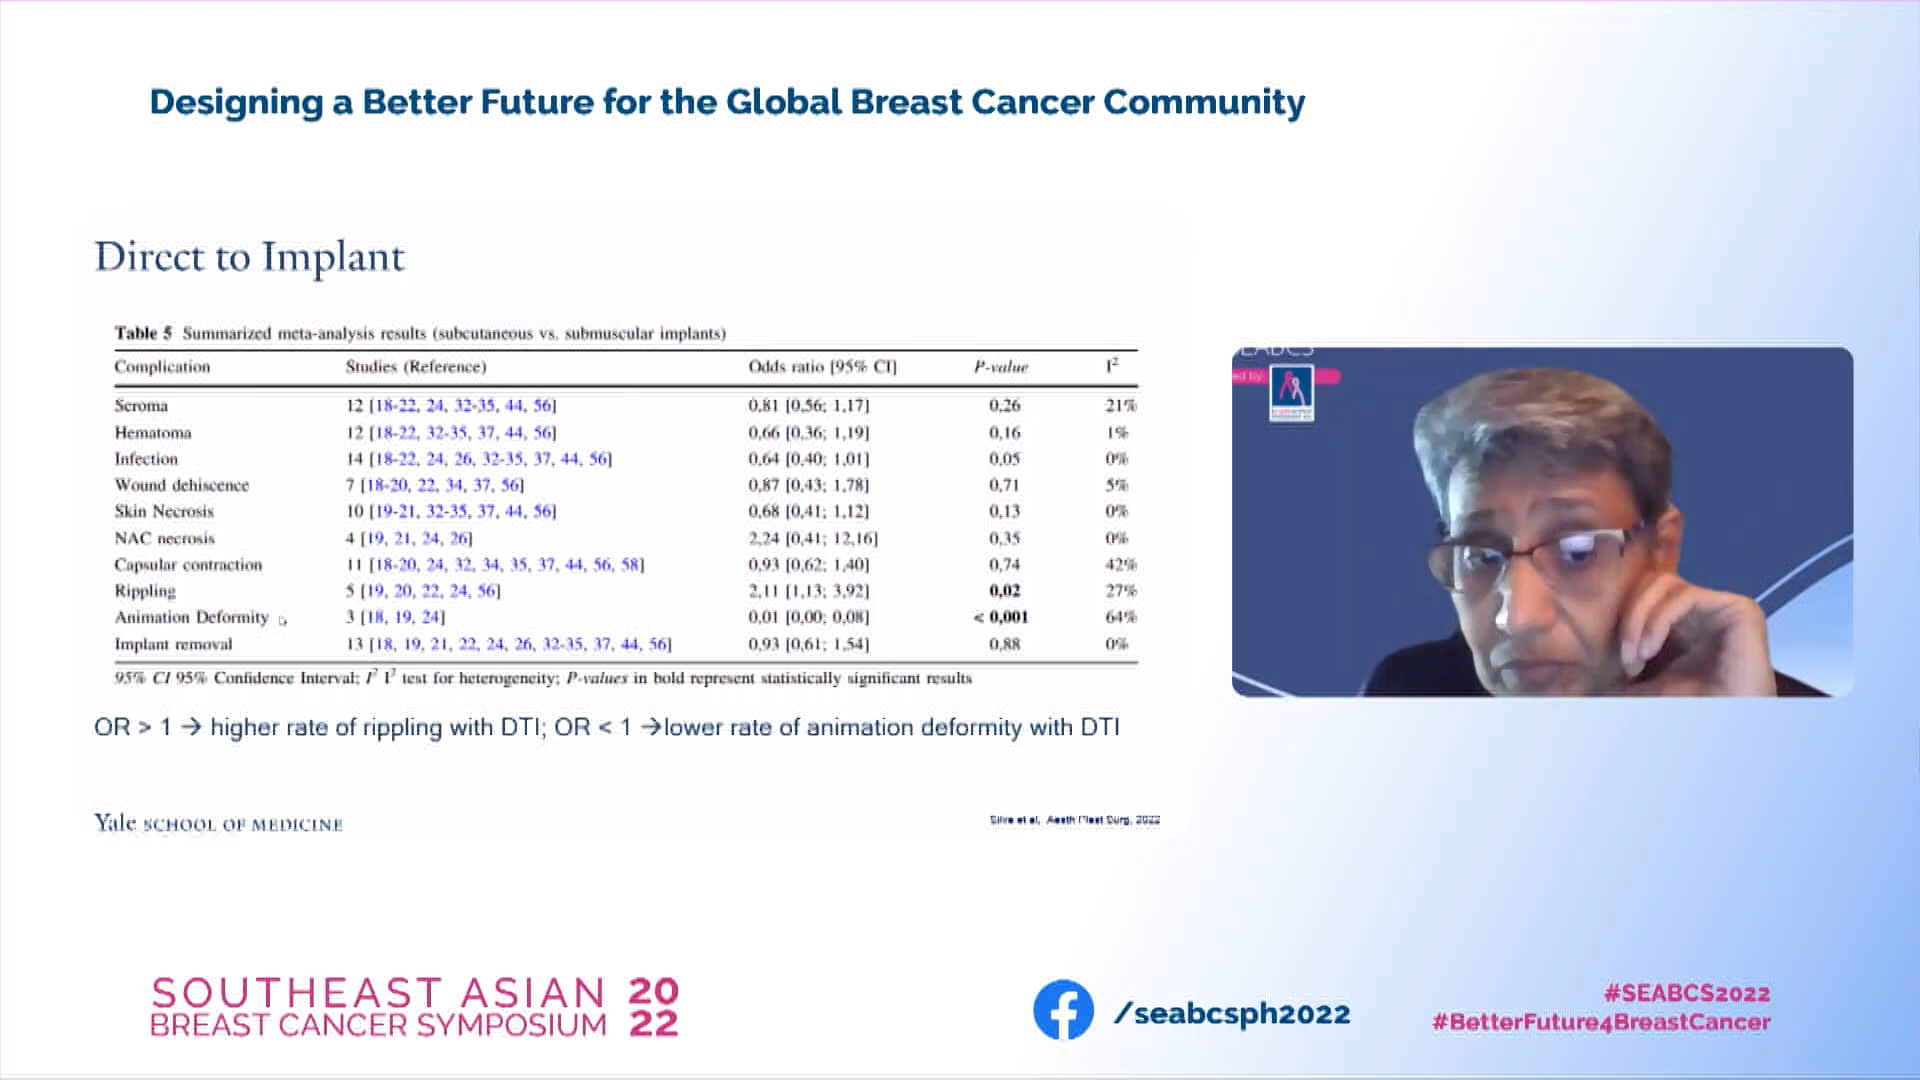 Designing a Better Future for the Global Breast Cancer Community
Direct to Implant
Table 5 Summarized meta-analysis results (subcutaneous vs. submuscular implants)
Complication Studies (Reference) Odds ratio [95% CI] P-value I²
Seroma 12 [18-22, 24, 32-35, 44, 56] 0,81 [0,56; 1,17] 0,26 21%
Hematoma 12 [18-22, 32-35, 37, 44, 56] 0,66 [0,36; 1,19] 0,16 1%
Infection 14 [18-22, 24, 26, 32-35, 37, 44, 56] 0,64 [0,40; 1,01] 0,05 0%
Wound dehiscence 7 [18-20, 22, 34, 37, 56] 0,87 [0,43; 1,78] 0,71 5%
Skin Necrosis 10 [19-21, 32-35, 37, 44, 56] 0,68 [0,41; 1,12] 0,13 0%
NAC necrosis 4 [19, 21, 24, 26] 2,24 [0,41; 12,16] 0,35 0%
Capsular contraction 11 [18-20, 24, 32, 34, 35, 37, 44, 56, 58] 0,93 [0,62; 1,40] 0,74 42%
Rippling 5 [19, 20, 22, 24, 56] 2,11 [1,13; 3,92] 0,02 27%
Animation Deformity 3 [18, 19, 24] 0,01 [0,00; 0,08] < 0,001 64%
Implant removal 13 [18, 19, 21, 22, 24, 26, 32-35, 37, 44, 56] 0,93 [0,61; 1,54] 0,88 0%
95% CI 95% Confidence Interval; I² I² test for heterogeneity; P-values in bold represent statistically significant results
OR > 1 → higher rate of rippling with DTI; OR < 1 →lower rate of animation deformity with DTI
Yale SCHOOL OF MEDICINE
Silva et al, Aesth Plast Surg, 2022
SEABCS
ed by:
SOUTHEAST ASIAN 20
BREAST CANCER SYMPOSIUM 22
/seabcsph2022
#SEABCS2022
#BetterFuture4BreastCancer